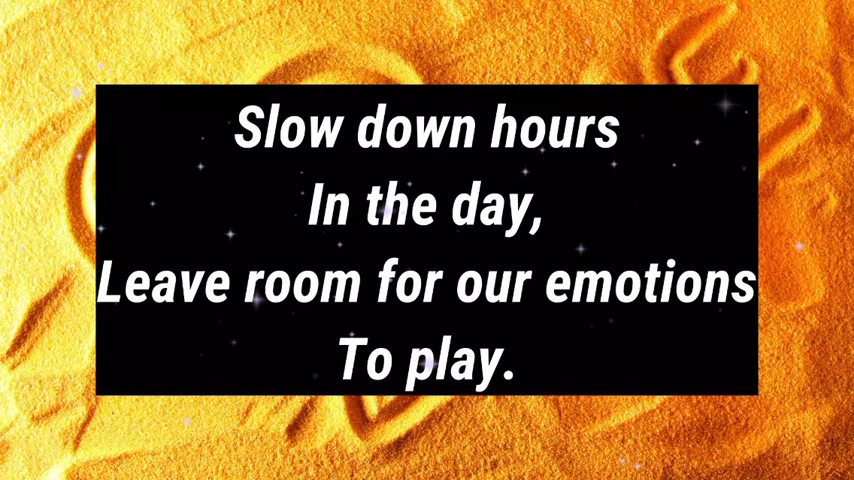 Slow down hours
In the day,
Leave room for our emotions
To play.